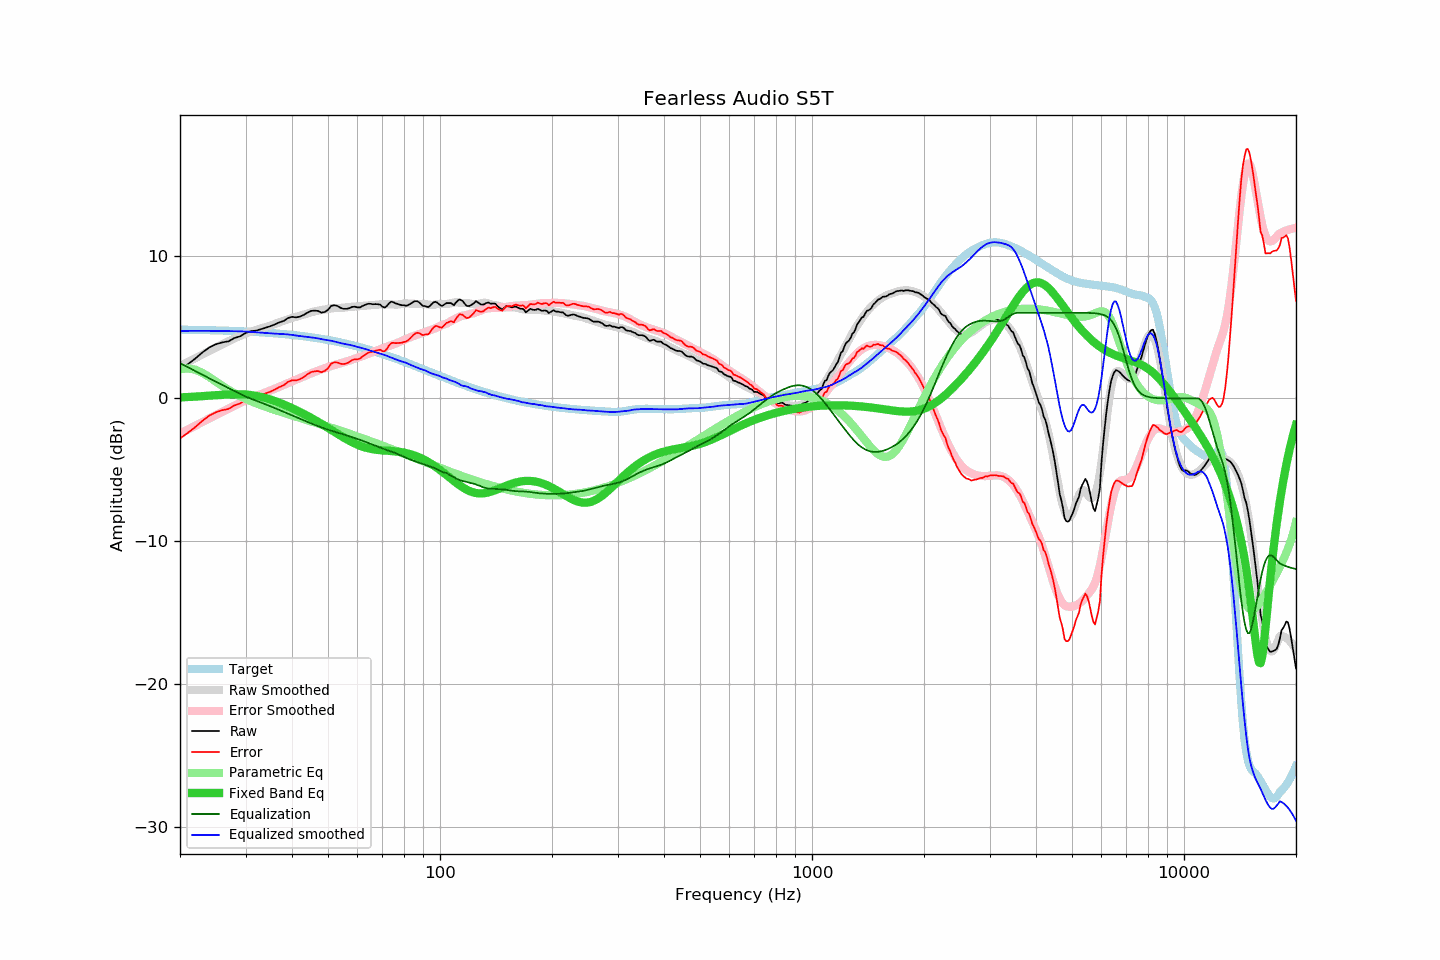 Fearless Audio S5T
Amplitude (dBr)
10
0
−10
−20
−30
Target
Raw Smoothed
Error Smoothed
Raw
Error
Parametric Eq
Fixed Band Eq
Equalization
Equalized smoothed
100
1000
10000
Frequency (Hz)